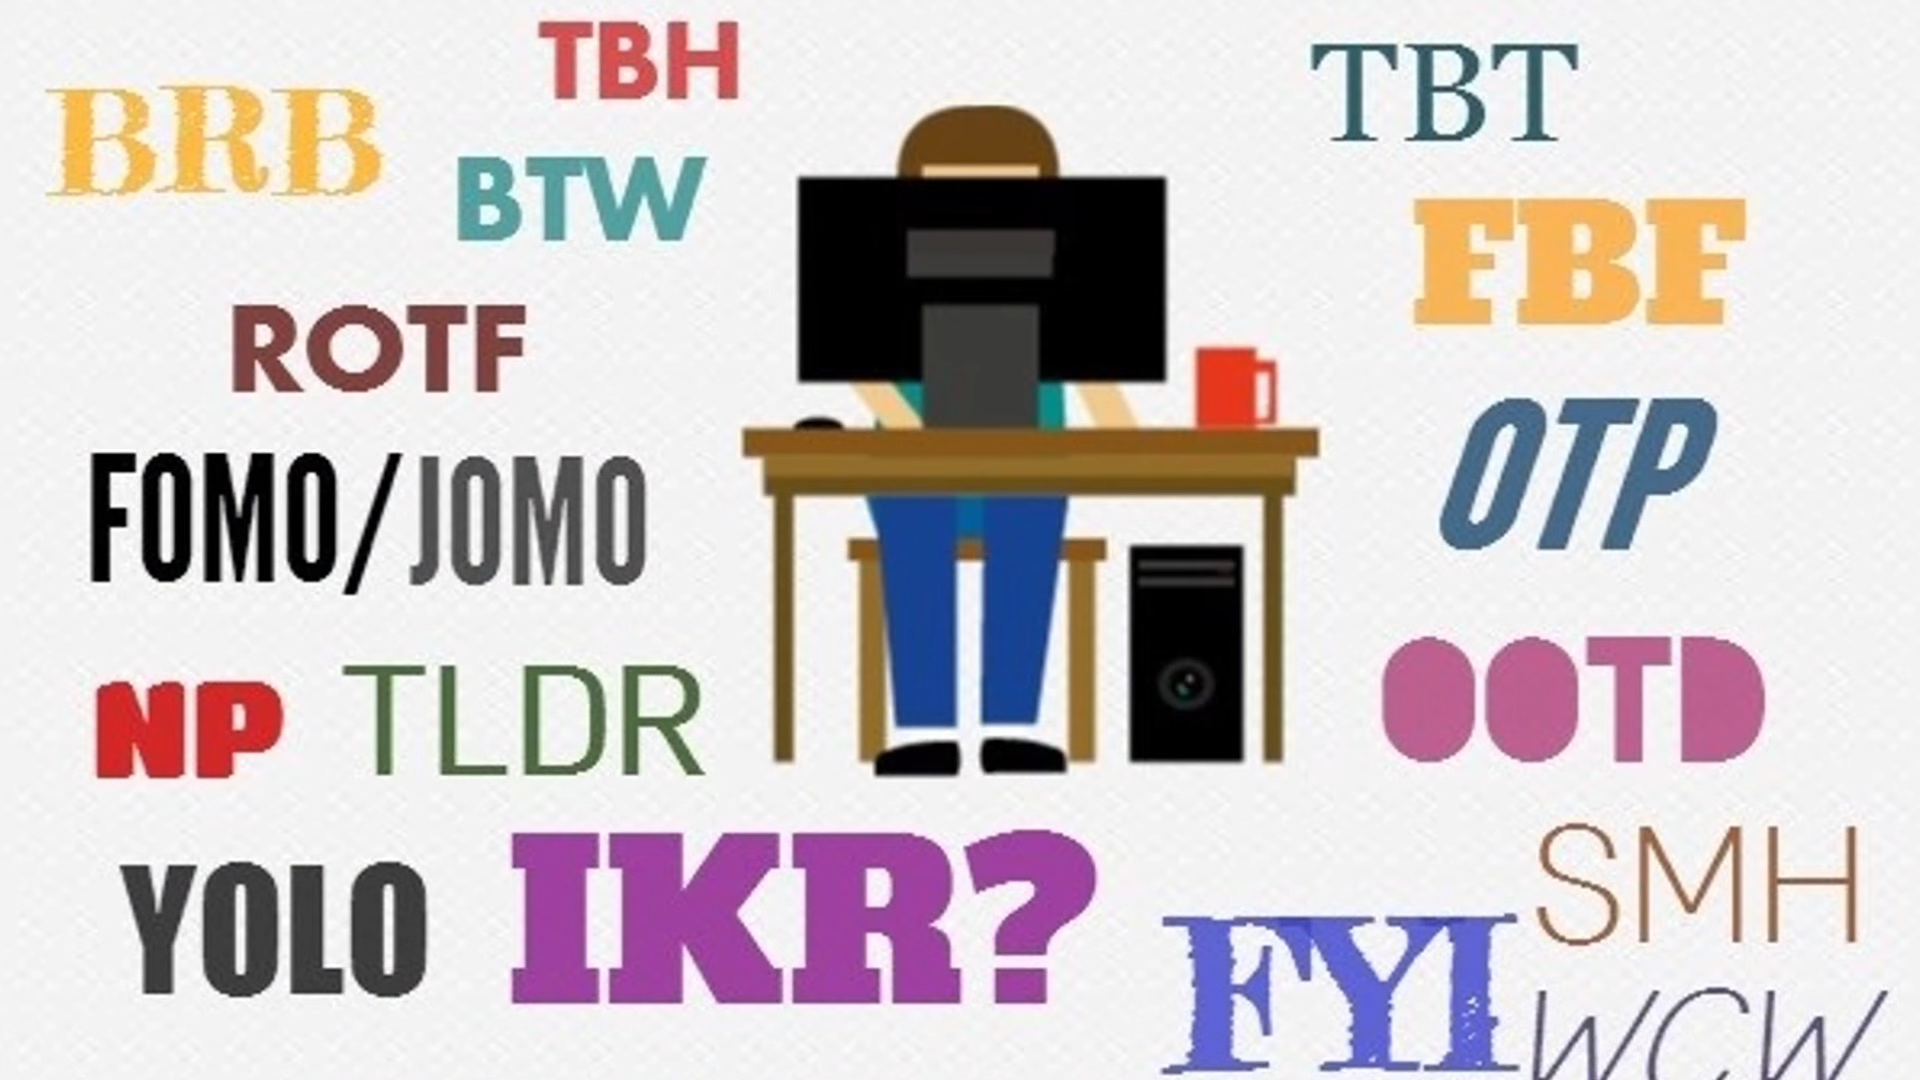 BRB
TBH
BTW
ROTF
FOMO/JOMO
NP TLDR
YOLO IKR?
TBT
FBF
OTP
OOTD
SMH
FYI
WCW